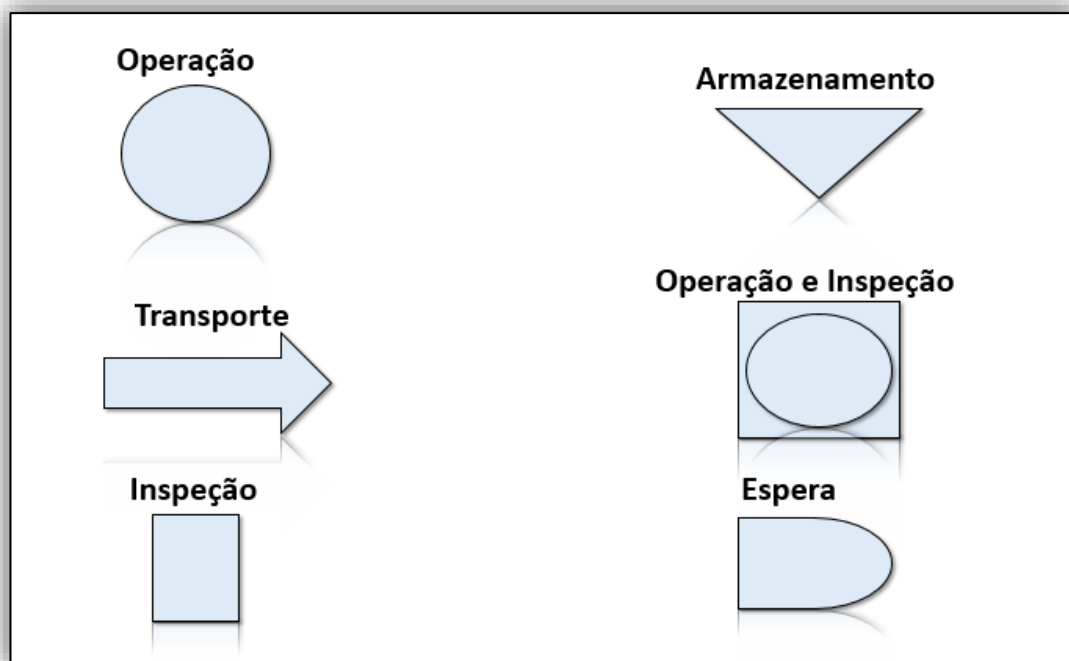 Operação
Armazenamento
Transporte
Operação e Inspeção
Inspeção
Espera